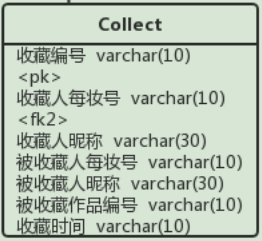 Collect
收藏编号 varchar(10)
<pk>
收藏人每妆号 varchar(10)
<fk2>
收藏人昵称 varchar(30)
被收藏人每妆号 varchar(10)
被收藏人昵称 varchar(30)
被收藏作品编号 varchar(10)
收藏时间 varchar(10)